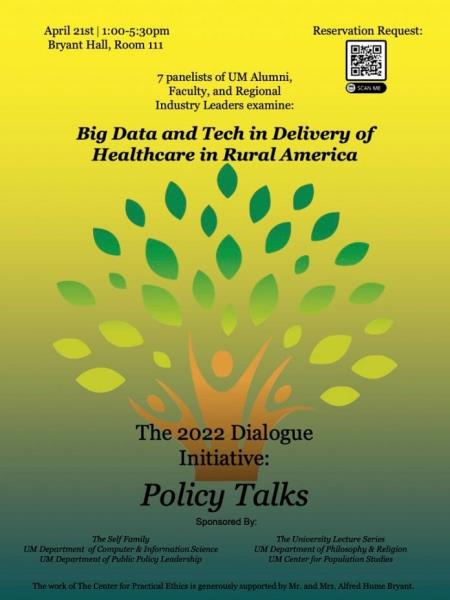 April 21st | 1:00-5:30pm
Bryant Hall, Room 111
Reservation Request:
SCAN ME
7 panelists of UM Alumni,
Faculty, and Regional
Industry Leaders examine:
Big Data and Tech in Delivery of
Healthcare in Rural America
The 2022 Dialogue
Initiative:
Policy Talks
Sponsored By:
The Self Family
UM Department of Computer & Information Science
UM Department of Public Policy Leadership
The University Lecture Series
UM Department of Philosophy & Religion
UM Center for Population Studies
The work of The Center for Practical Ethics is generously supported by Mr. and Mrs. Alfred Hume Bryant.